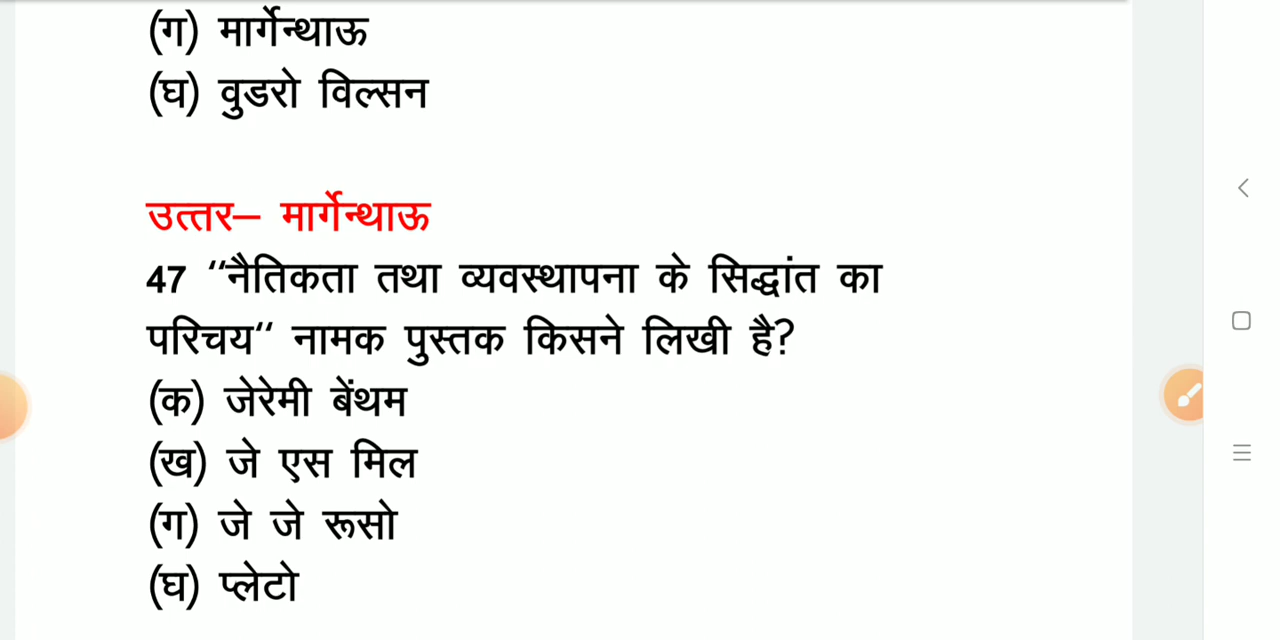 (ग) मार्गेन्थाऊ
(घ) वुडरो विल्सन
उत्तर– मार्गेन्थाऊ
47 “नैतिकता तथा व्यवस्थापना के सिद्धांत का
परिचय“ नामक पुस्तक किसने लिखी है?
(क) जेरेमी बेंथम
(ख) जे एस मिल
(ग) जे जे रूसो
(घ) प्लेटो